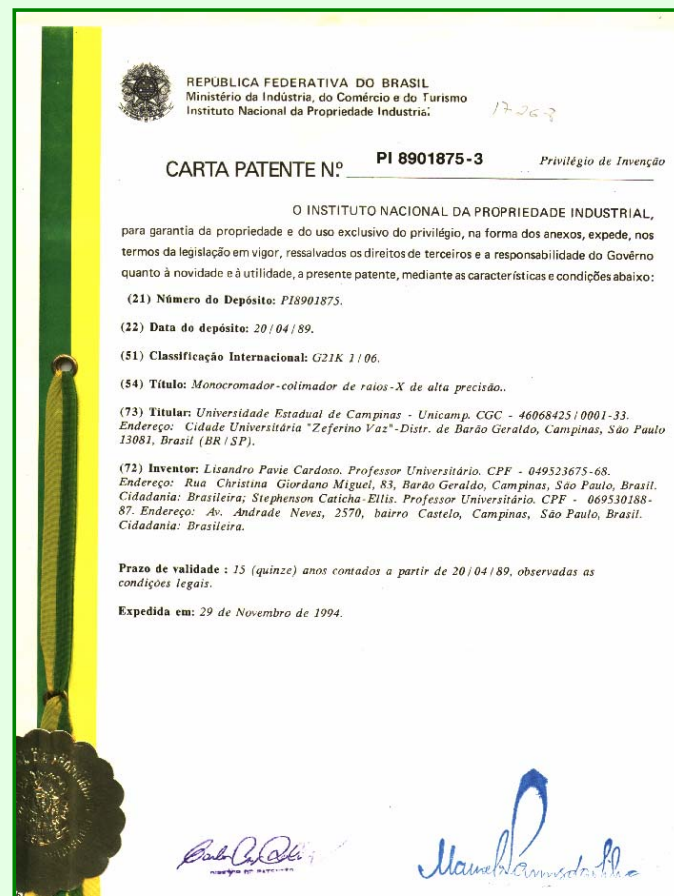 REPÚBLICA FEDERATIVA DO BRASIL
Ministério da Indústria, do Comércio e do Turismo
Instituto Nacional da Propriedade Industrial
17-26-3
CARTA PATENTE N.º PI 8901875-3 Privilégio de Invenção
O INSTITUTO NACIONAL DA PROPRIEDADE INDUSTRIAL,
para garantia da propriedade e do uso exclusivo do privilégio, na forma dos anexos, expede, nos
termos da legislação em vigor, ressalvados os direitos de terceiros e a responsabilidade do Govêrno
quanto à novidade e à utilidade, a presente patente, mediante as características e condições abaixo:
(21) Número do Depósito: PI8901875.
(22) Data do depósito: 20/04/89.
(51) Classificação Internacional: G21K 1/06.
(54) Título: Monocromador-colimador de raios-X de alta precisão..
(73) Titular: Universidade Estadual de Campinas - Unicamp. CGC - 46068425/0001-33.
Endereço: Cidade Universitária "Zeferino Vaz"-Distr. de Barão Geraldo, Campinas, São Paulo
13081, Brasil (BR/SP).
(72) Inventor: Lisandro Pavie Cardoso. Professor Universitário. CPF - 049523675-68.
Endereço: Rua Christina Giordano Miguel, 83, Barão Geraldo, Campinas, São Paulo, Brasil.
Cidadania: Brasileira; Stephenson Caticha-Ellis. Professor Universitário. CPF - 069530188-
87. Endereço: Av. Andrade Neves, 2570, bairro Castelo, Campinas, São Paulo, Brasil.
Cidadania: Brasileira.
Prazo de validade : 15 (quinze) anos contados a partir de 20/04/89, observadas as
condições legais.
Expedida em: 29 de Novembro de 1994.